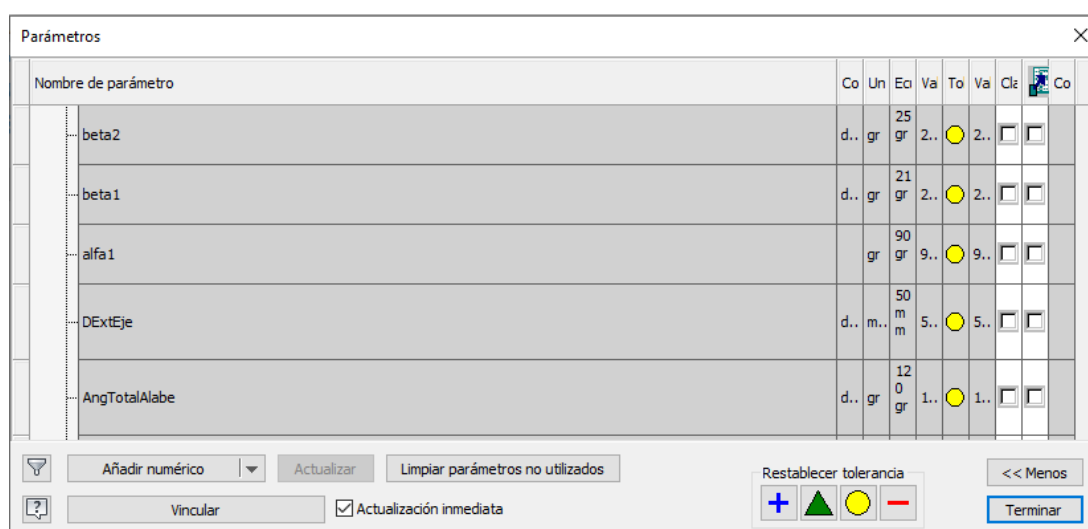 Parámetros
Nombre de parámetro Co Un Ecu Va To Va Cla Co
beta2 d.. gr 25 gr 2.. 2..
beta1 d.. gr 21 gr 2.. 2..
alfa1 gr 90 gr 9.. 9..
DExtEje d.. m.. 50 m m 5.. 5..
AngTotalAlabe d.. gr 12 0 gr 1.. 1..
Añadir numérico Actualizar Limpiar parámetros no utilizados Restablecer tolerancia << Menos
Vincular Actualización inmediata Terminar